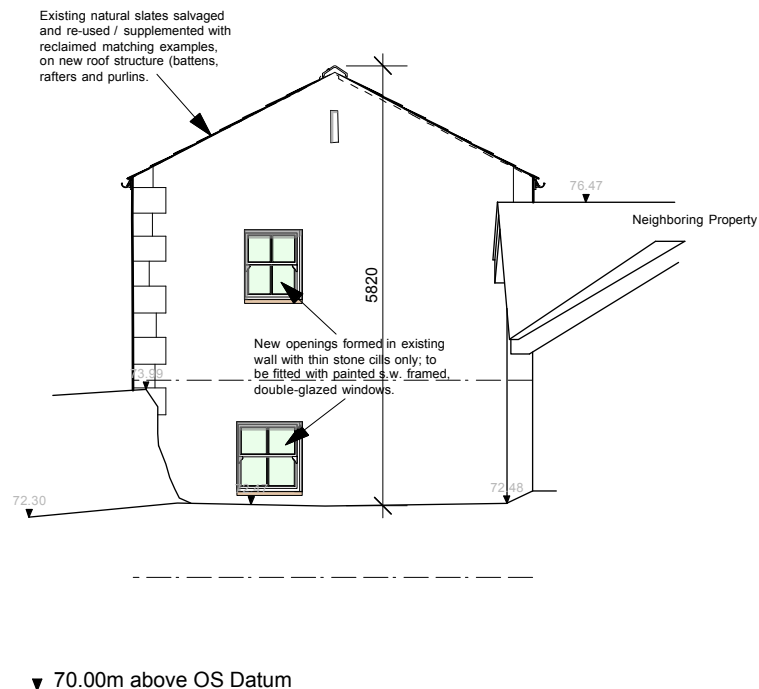 Existing natural slates salvaged
and re-used / supplemented with
reclaimed matching examples,
on new roof structure (battens,
rafters and purlins.
76.47
Neighboring Property
5820
New openings formed in existing
wall with thin stone cills only; to
be fitted with painted s.w. framed,
double-glazed windows.
73.99
72.30
72.48
70.00m above OS Datum